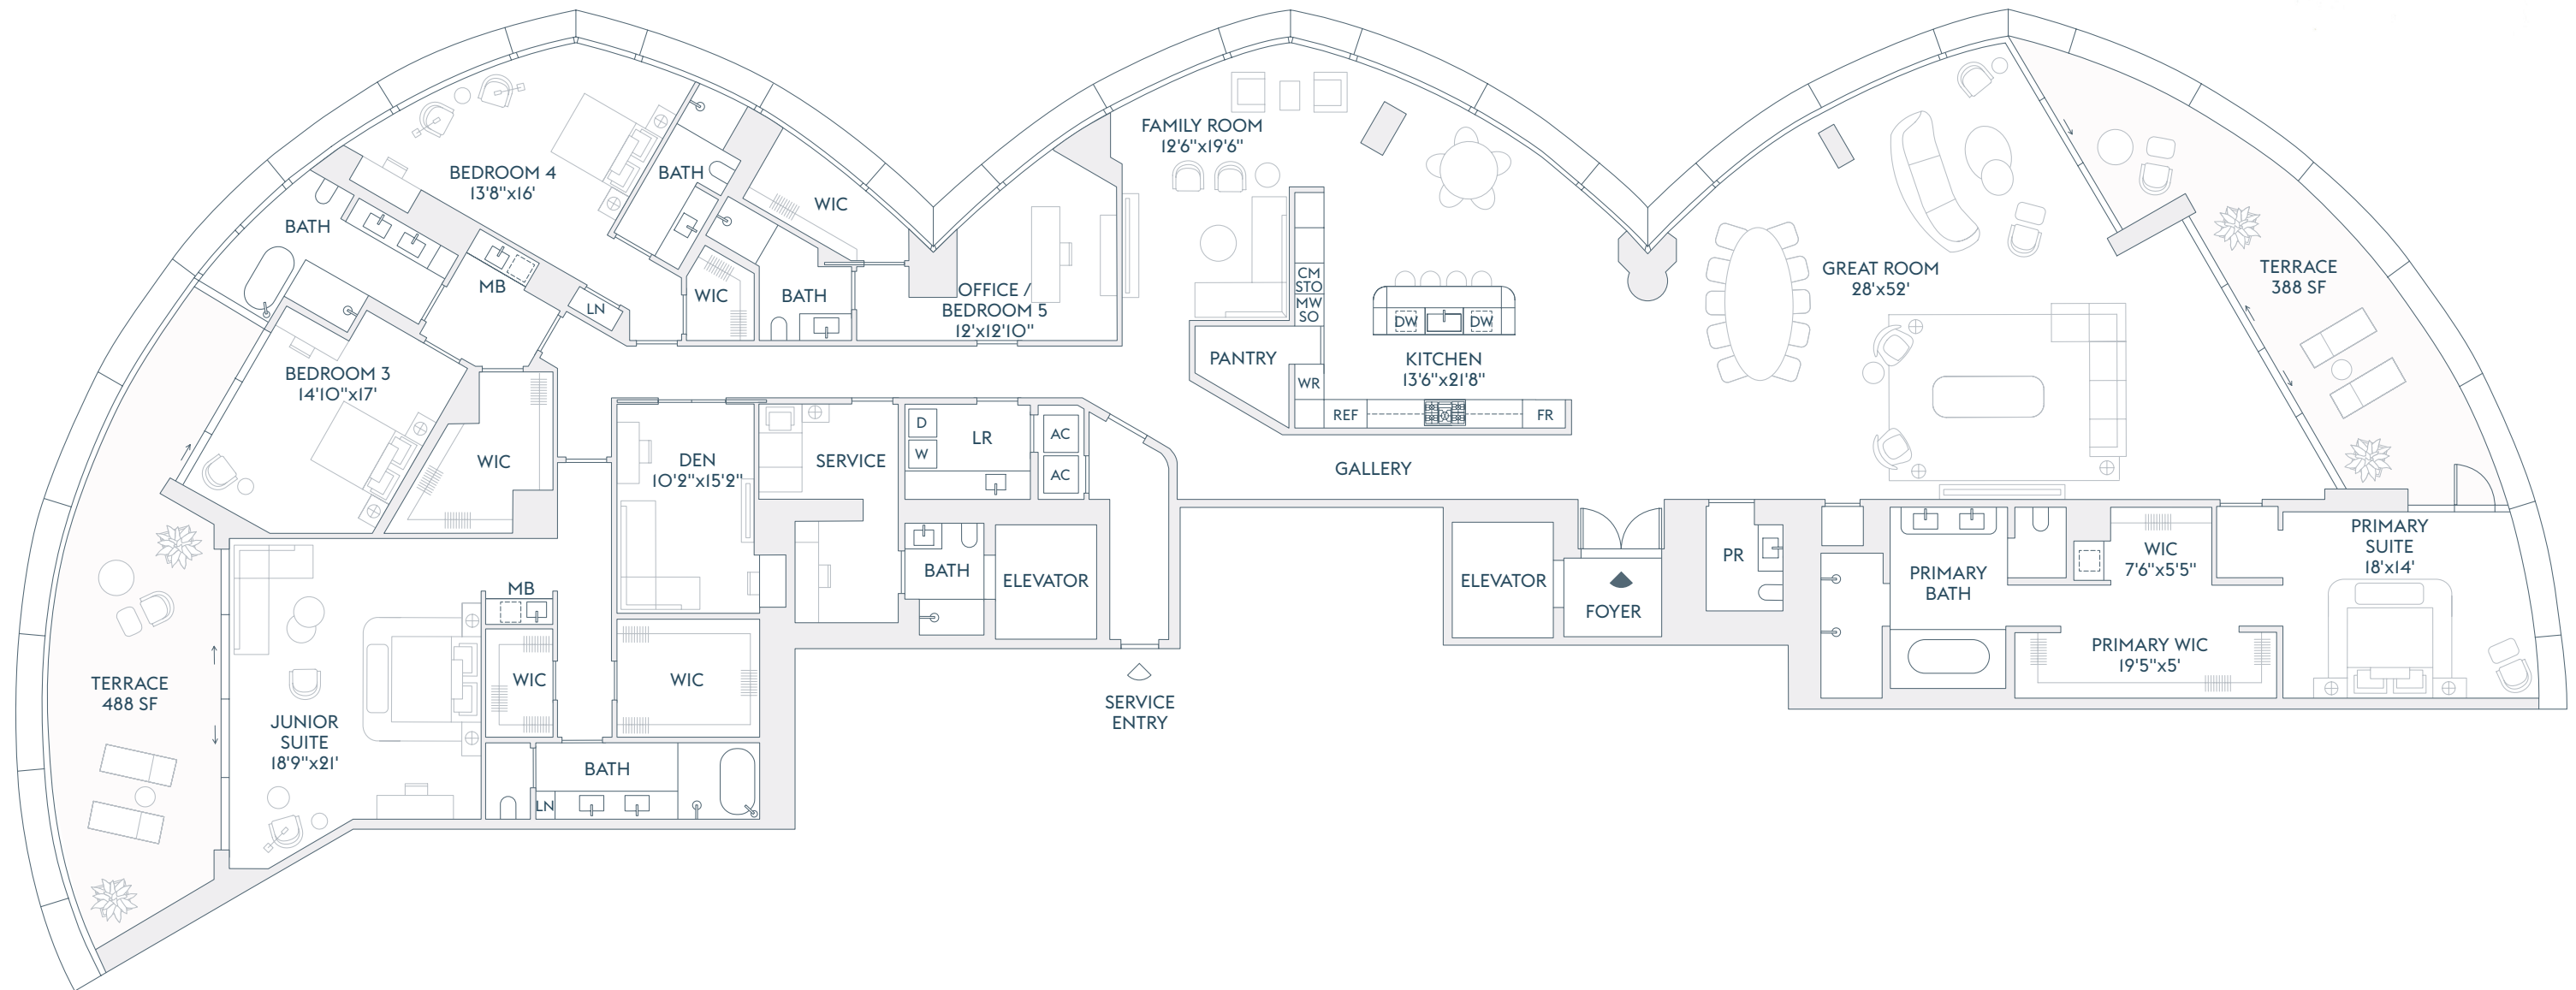 BEDROOM 4
13'8"x16'
BATH
BATH
WIC
MB
LN
WIC
BATH
OFFICE /
BEDROOM 5
12'x12'10"
BEDROOM 3
14'10"x17'
WIC
TERRACE
488 SF
JUNIOR
SUITE
18'9"x21'
MB
WIC
WIC
BATH
LN
DEN
10'2"x15'2"
SERVICE
D
W
LR
AC
AC
BATH
ELEVATOR
SERVICE
ENTRY
FAMILY ROOM
12'6"x19'6"
CM
STO
MW
SO
PANTRY
WR
REF
FR
DW
DW
KITCHEN
13'6"x21'8"
GALLERY
ELEVATOR
FOYER
PR
GREAT ROOM
28'x52'
TERRACE
388 SF
PRIMARY
BATH
WIC
7'6"x5'5"
PRIMARY WIC
19'5"x5'
PRIMARY
SUITE
18'x14'